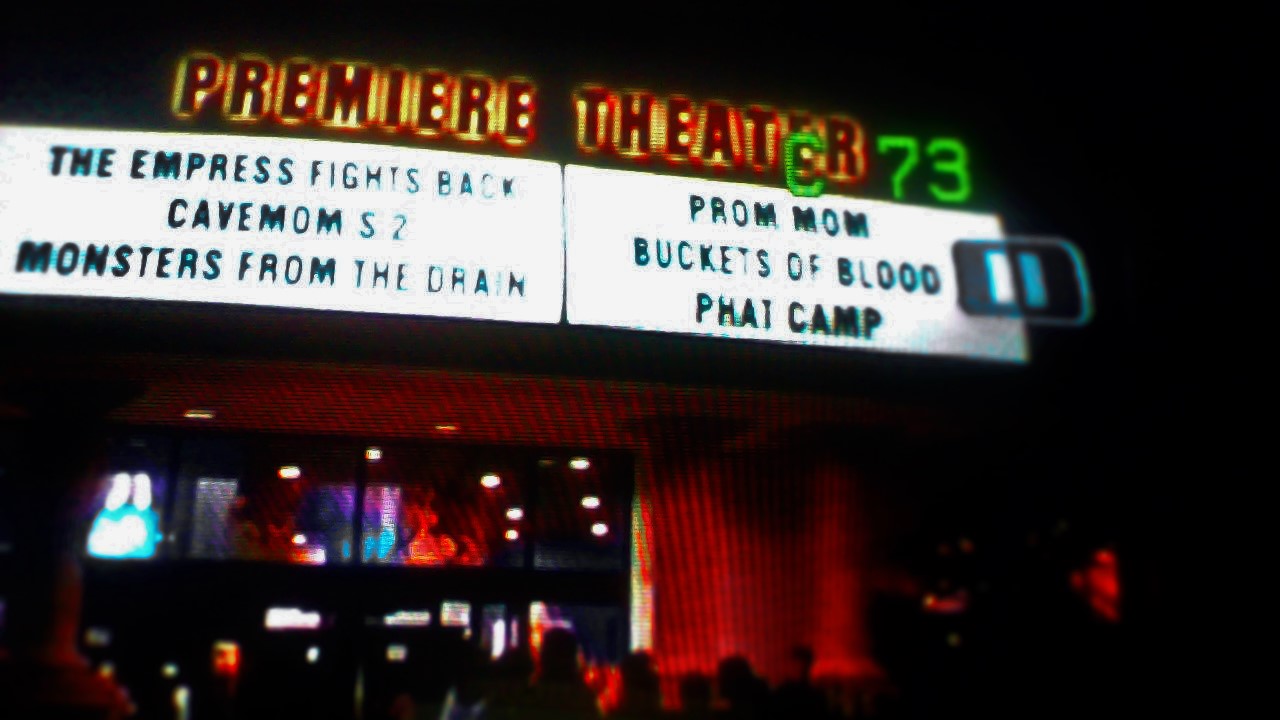 PREMIERE THEATER
C 73
THE EMPRESS FIGHTS BACK
CAVEMOM S 2
MONSTERS FROM THE DRAIN
PROM MOM
BUCKETS OF BLOOD
PHAT CAMP